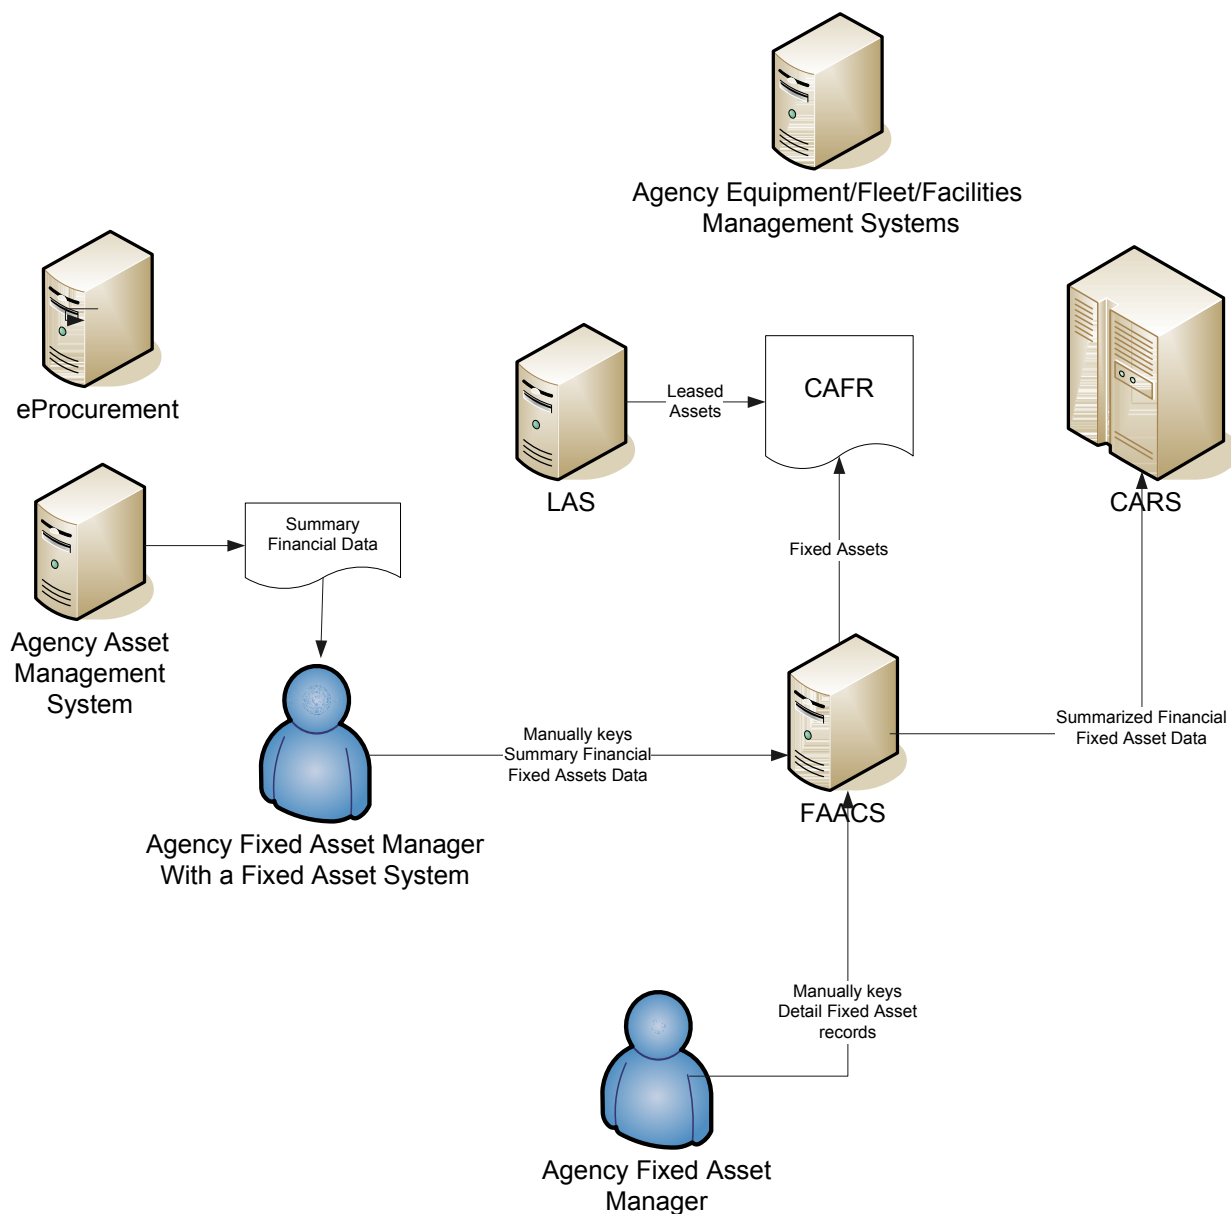 Agency Equipment/Fleet/Facilities
Management Systems
eProcurement
Leased
Assets
CAFR
LAS
CARS
Summary
Financial Data
Fixed Assets
Agency Asset
Management
System
Manually keys
Summary Financial
Fixed Assets Data
Summarized Financial
Fixed Asset Data
FAACS
Agency Fixed Asset Manager
With a Fixed Asset System
Manually keys
Detail Fixed Asset
records
Agency Fixed Asset
Manager